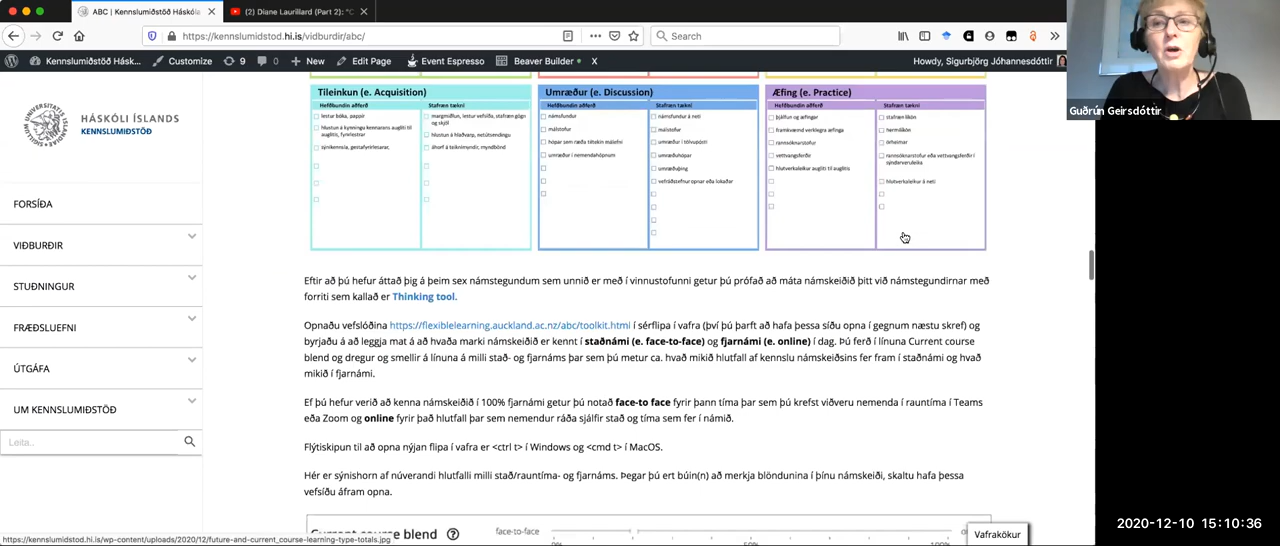 ABC | Kennslumiðstöð Háskóla
(2) Diane Laurillard (Part 2): "C
https://kennslumidstod.hi.is/vidburdir/abc/
Search
Kennslumiðstöð Hásk...
Customize
9
0
New
Edit Page
Event Espresso
Beaver Builder
X
Howdy, Sigurbjörg Jóhannesdóttir
Guðrún Geirsdóttir
HÁSKÓLI ÍSLANDS
KENNSLUMIÐSTÖÐ
FORSÍÐA
VIÐBURÐIR
STUÐNINGUR
FRÆÐSLUEFNI
ÚTGÁFA
UM KENNSLUMIÐSTÖÐ
Leita..
Tileinkun (e. Acquisition)
Hefðbundin aðferð
Stafræn tækni
lestur bóka, pappír
hlustun á kynningu kennarans augliti til auglitis, fyrirlestrar
sýnikennsla, gestafyrirlesarar,
margmiðlun, lestur vefsíða, stafræn gögn og skjöl
hlustun á hlaðvarp, netútsendingu
áhorf á teiknimyndir, myndbönd
Umræður (e. Discussion)
Hefðbundin aðferð
Stafræn tækni
námsfundur
málstofur
hópar sem ræða tiltekin málefni
umræður í nemendahópnum
námsfundur á neti
málstofur
umræður í tölvupósti
umræðuhópar
umræðuþing
vefráðstefnur opnar eða lokaðar
Æfing (e. Practice)
Hefðbundin aðferð
Stafræn tækni
þjálfun og æfingar
framkvæmd verklegra æfinga
rannsóknarstofur
vettvangsferðir
hlutverkaleikur augliti til auglitis
stafræn líkön
hermilíkön
örheimar
rannsóknarstofur eða vettvangsferðir í sýndarveruleika
hlutverkaleikur á neti
Eftir að þú hefur áttað þig á þeim sex námstegundum sem unnið er með í vinnustofunni getur þú prófað að máta námskeiðið þitt við námstegundirnar með
forriti sem kallað er Thinking tool.
Opnaðu vefslóðina https://flexiblelearning.auckland.ac.nz/abc/toolkit.html í sérflipa í vafra (því þú þarft að hafa þessa síðu opna í gegnum næstu skref) og
byrjaðu á að leggja mat á að hvaða marki námskeiðið er kennt í staðnámi (e. face-to-face) og fjarnámi (e. online) í dag. Þú ferð í línuna Current course
blend og dregur og smellir á línuna á milli stað- og fjarnáms þar sem þú metur ca. hvað mikið hlutfall af kennslu námskeiðsins fer fram í staðnámi og hvað
mikið í fjarnámi.
Ef þú hefur verið að kenna námskeiðið í 100% fjarnámi getur þú notað face-to face fyrir þann tíma þar sem þú krefst viðveru nemenda í rauntíma í Teams
eða Zoom og online fyrir það hlutfall þar sem nemendur ráða sjálfir stað og tíma sem fer í námið.
Flýtiskipun til að opna nýjan flipa í vafra er <ctrl t> í Windows og <cmd t> í MacOS.
Hér er sýnishorn af núverandi hlutfalli milli stað/rauntíma- og fjarnáms. Þegar þú ert búin(n) að merkja blöndunina í þínu námskeiði, skaltu hafa þessa
vefsíðu áfram opna.
Current course blend
face-to-face
0%
50%
100%
Vafrakökur
https://kennslumidstod.hi.is/wp-content/uploads/2020/12/future-and-current_course-learning-type-totals.jpg
2020-12-10 15:10:36